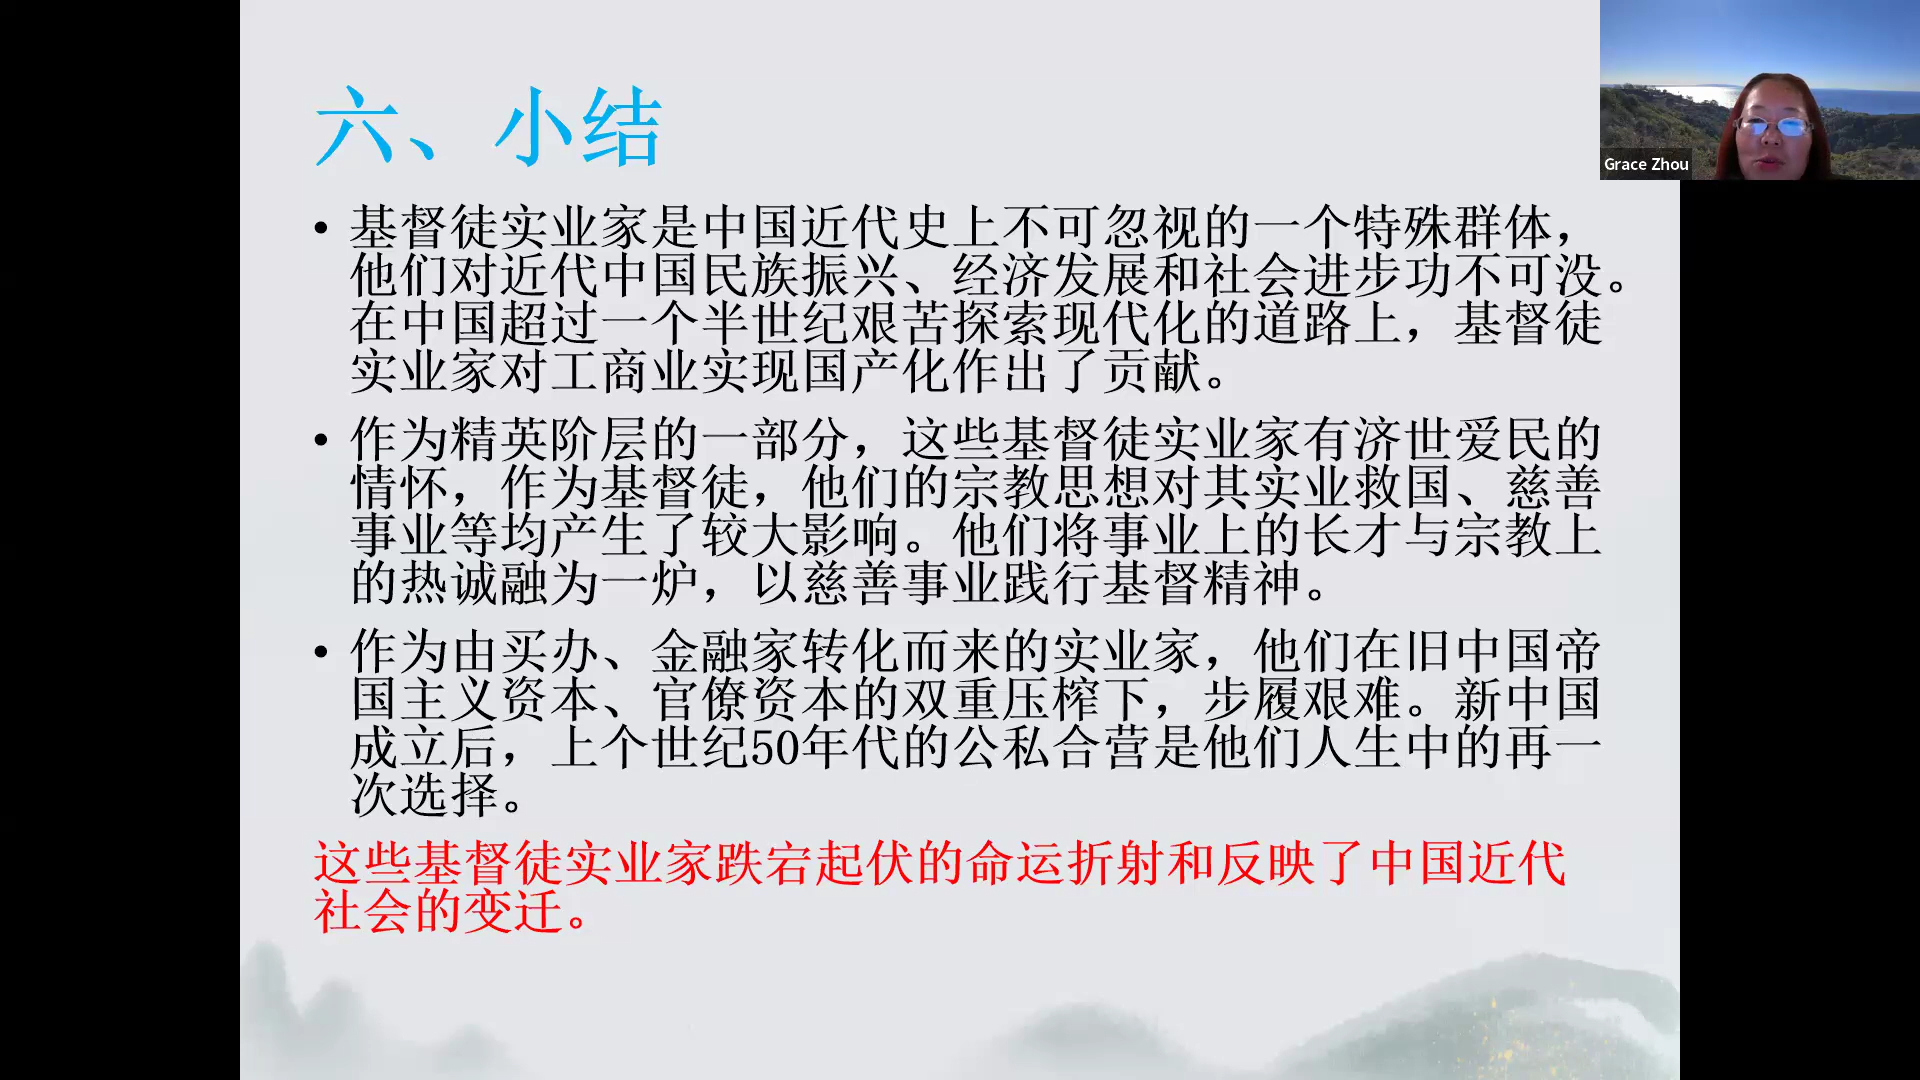 六、小结
Grace Zhou
• 基督徒实业家是中国近代史上不可忽视的一个特殊群体，
他们对近代中国民族振兴、经济发展和社会进步功不可没。
在中国超过一个半世纪艰苦探索现代化的道路上，基督徒
实业家对工商业实现国产化作出了贡献。
• 作为精英阶层的一部分，这些基督徒实业家有济世爱民的
情怀，作为基督徒，他们的宗教思想对其实业救国、慈善
事业等均产生了较大影响。他们将事业上的长才与宗教上
的热诚融为一炉，以慈善事业践行基督精神。
• 作为由买办、金融家转化而来的实业家，他们在旧中国帝
国主义资本、官僚资本的双重压榨下，步履艰难。新中国
成立后，上个世纪50年代的公私合营是他们人生中的再一
次选择。
这些基督徒实业家跌宕起伏的命运折射和反映了中国近代
社会的变迁。